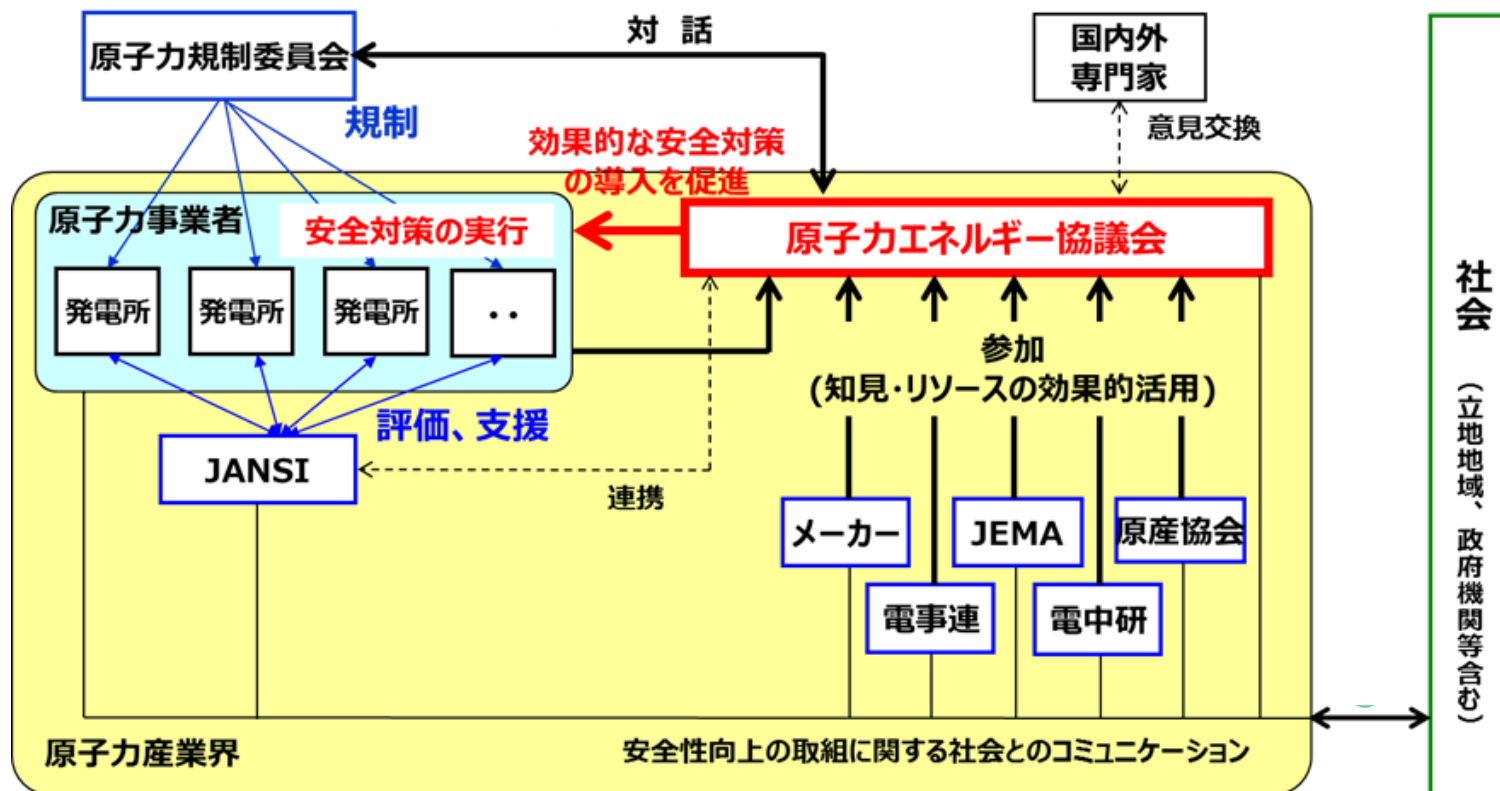 対 話
原子力規制委員会
国内外
専門家
規制
意見交換
効果的な安全対策
の導入を促進
原子力事業者
安全対策の実行
原子力エネルギー協議会
発電所
発電所
発電所
・・
参加
(知見・リソースの効果的活用)
評価、支援
JANSI
連携
メーカー
JEMA
原産協会
電事連
電中研
原子力産業界
安全性向上の取組に関する社会とのコミュニケーション
社会
（立地地域、政府機関等含む）